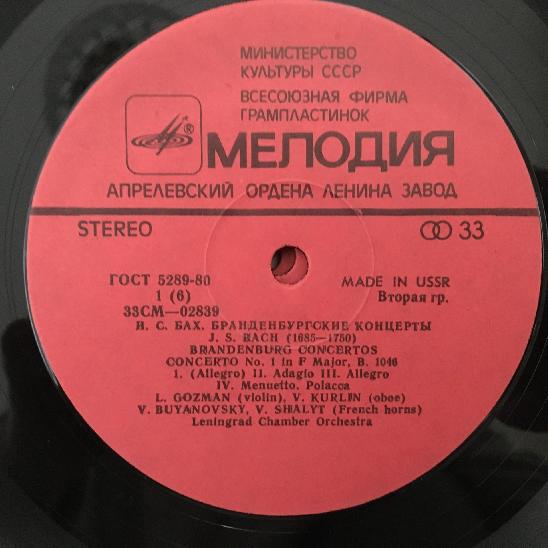 МИНИСТЕРСТВО
КУЛЬТУРЫ СССР
ВСЕСОЮЗНАЯ ФИРМА
ГРАМПЛАСТИНОК
® МЕЛОДИЯ
АПРЕЛЕВСКИЙ ОРДЕНА ЛЕНИНА ЗАВОД
STEREO 33
ГОСТ 5289-80 MADE IN USSR
1 (6) Вторая гр.
33СМ—02839
И. С. БАХ. БРАНДЕНБУРГСКИЕ КОНЦЕРТЫ
J. S. BACH (1685—1750)
BRANDENBURG CONCERTOS
CONCERTO No. 1 in F Major, B. 1046
1. (Allegro) II. Adagio III. Allegro
IV. Menuetto. Polacca
L. GOZMAN (violin), V. KURLIN (oboe)
V. BUYANOVSKY, V. SHALYT (French horns)
Leningrad Chamber Orchestra